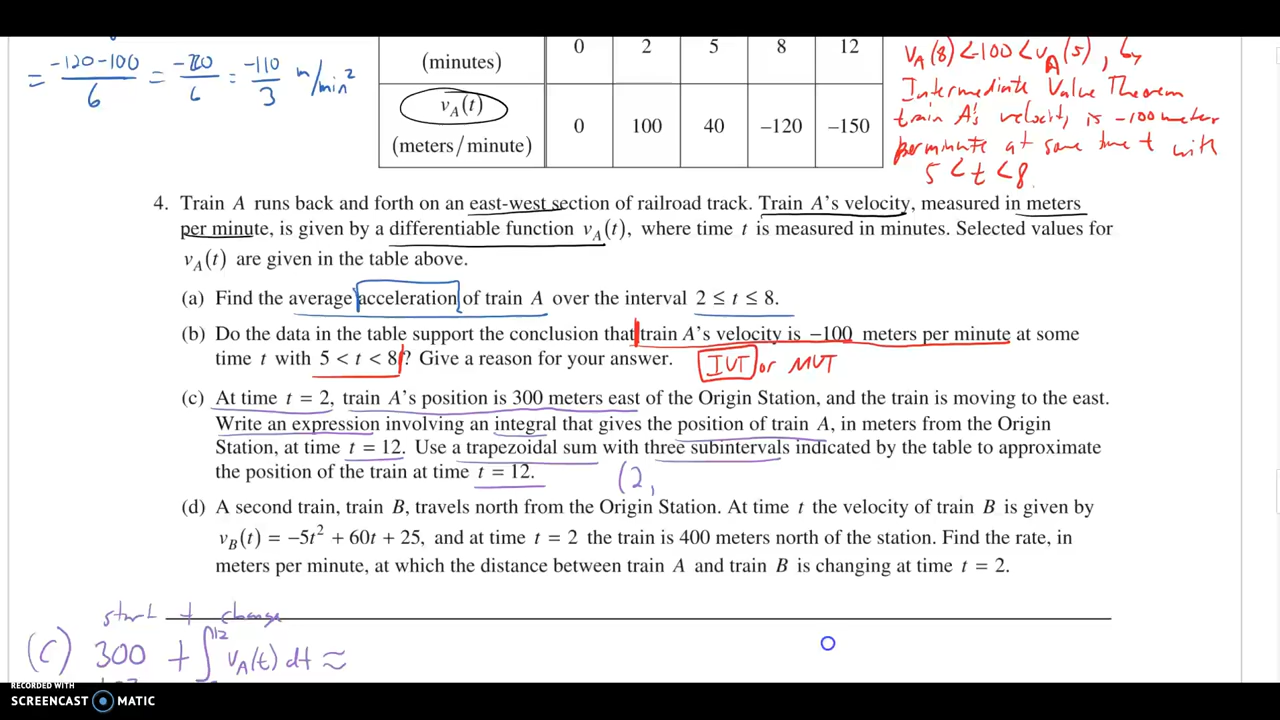 (minutes) 0 2 5 8 12
= -120-100 / 6 = -220 / 6 = -110 / 3 m/min²
vA(t)
(meters/minute) 0 100 40 −120 −150
vA(8) < -100 < vA(5), by
Intermediate Value Theorem
train A's velocity is -100 meters
per minute at some time t with
5 < t < 8.
4. Train A runs back and forth on an east-west section of railroad track. Train A's velocity, measured in meters
per minute, is given by a differentiable function vA(t), where time t is measured in minutes. Selected values for
vA(t) are given in the table above.
(a) Find the average acceleration of train A over the interval 2 ≤ t ≤ 8.
(b) Do the data in the table support the conclusion that train A's velocity is −100 meters per minute at some
time t with 5 < t < 8? Give a reason for your answer. IVT or MVT
(c) At time t = 2, train A's position is 300 meters east of the Origin Station, and the train is moving to the east.
Write an expression involving an integral that gives the position of train A, in meters from the Origin
Station, at time t = 12. Use a trapezoidal sum with three subintervals indicated by the table to approximate
the position of the train at time t = 12. (2,
(d) A second train, train B, travels north from the Origin Station. At time t the velocity of train B is given by
vB(t) = −5t² + 60t + 25, and at time t = 2 the train is 400 meters north of the station. Find the rate, in
meters per minute, at which the distance between train A and train B is changing at time t = 2.
start + change
(C) 300 + ∫ 12 vA(t) dt ≈
RECORDED WITH
SCREENCAST MATIC